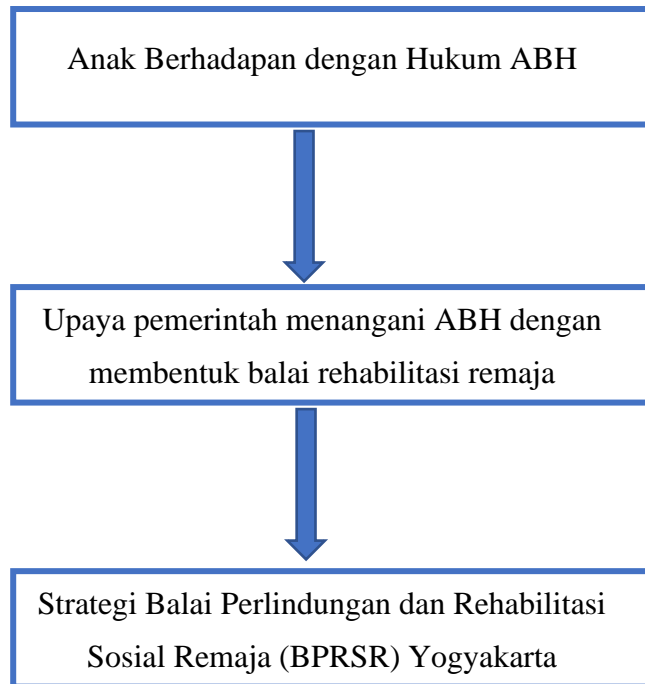 Anak Berhadapan dengan Hukum ABH
Upaya pemerintah menangani ABH dengan
membentuk balai rehabilitasi remaja
Strategi Balai Perlindungan dan Rehabilitasi
Sosial Remaja (BPRSR) Yogyakarta